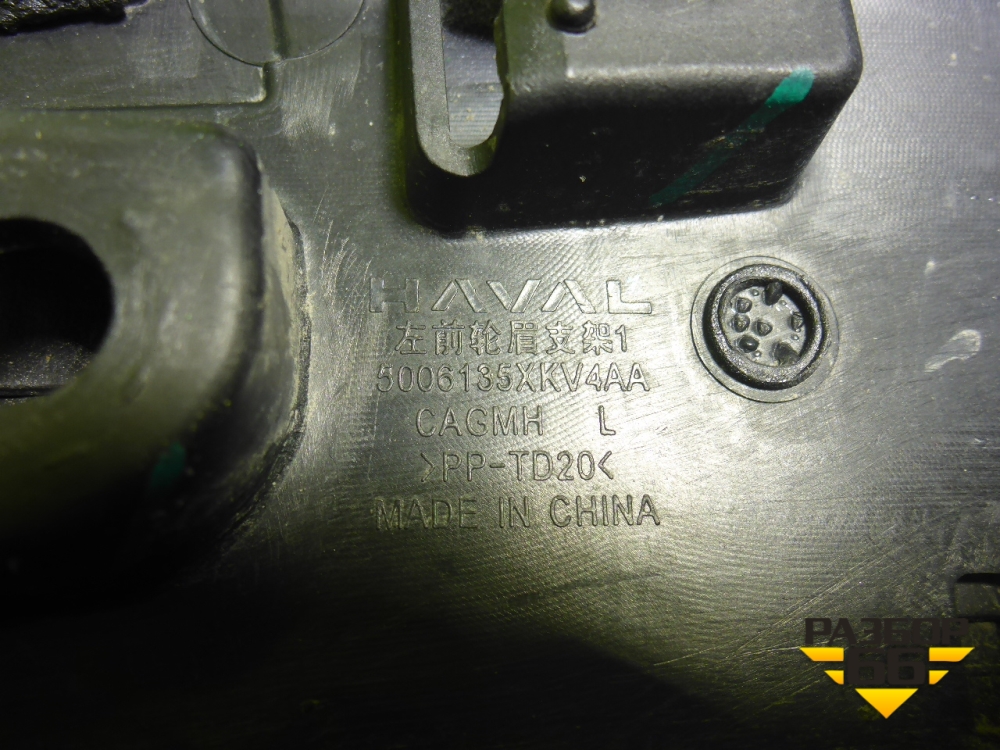 HAVAL
左前轮眉支架1
5006135XKV4AA
CAGMH L
>PP-TD20<
MADE IN CHINA
РАЗБОР
66